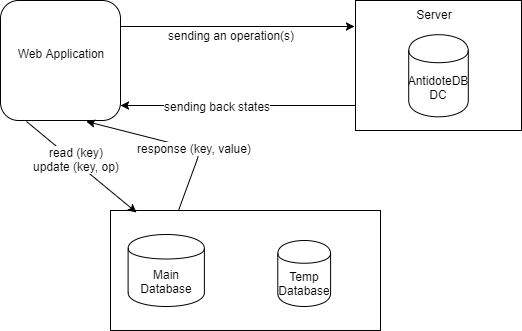 Server
sending an operation(s)
Web Application
AntidoteDB
DC
sending back states
read (key)
update (key, op)
response (key, value)
Main
Database
Temp
Database